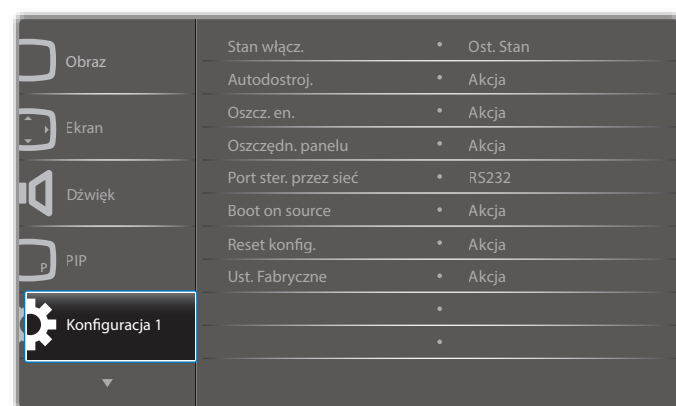 Obraz
Ekran
Dźwięk
PIP
P
Konfiguracja 1
Stan włącz. • Ost. Stan
Autodostroj. • Akcja
Oszcz. en. • Akcja
Oszczędn. panelu • Akcja
Port ster. przez sieć • RS232
Boot on source • Akcja
Reset konfig. • Akcja
Ust. Fabryczne • Akcja
•
•